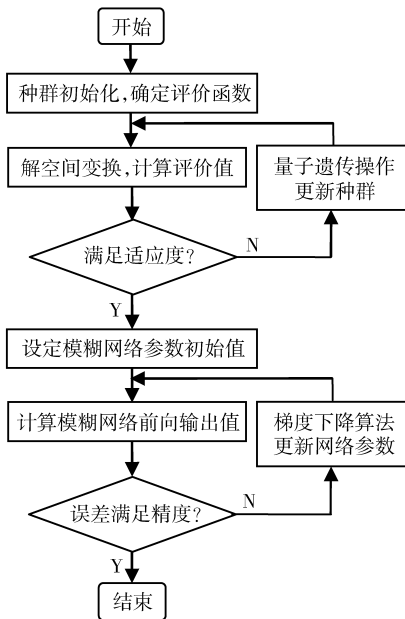 开始
种群初始化,确定评价函数
解空间变换,计算评价值
量子遗传操作
更新种群
满足适应度?
N
Y
设定模糊网络参数初始值
计算模糊网络前向输出值
梯度下降算法
更新网络参数
误差满足精度?
N
Y
结束